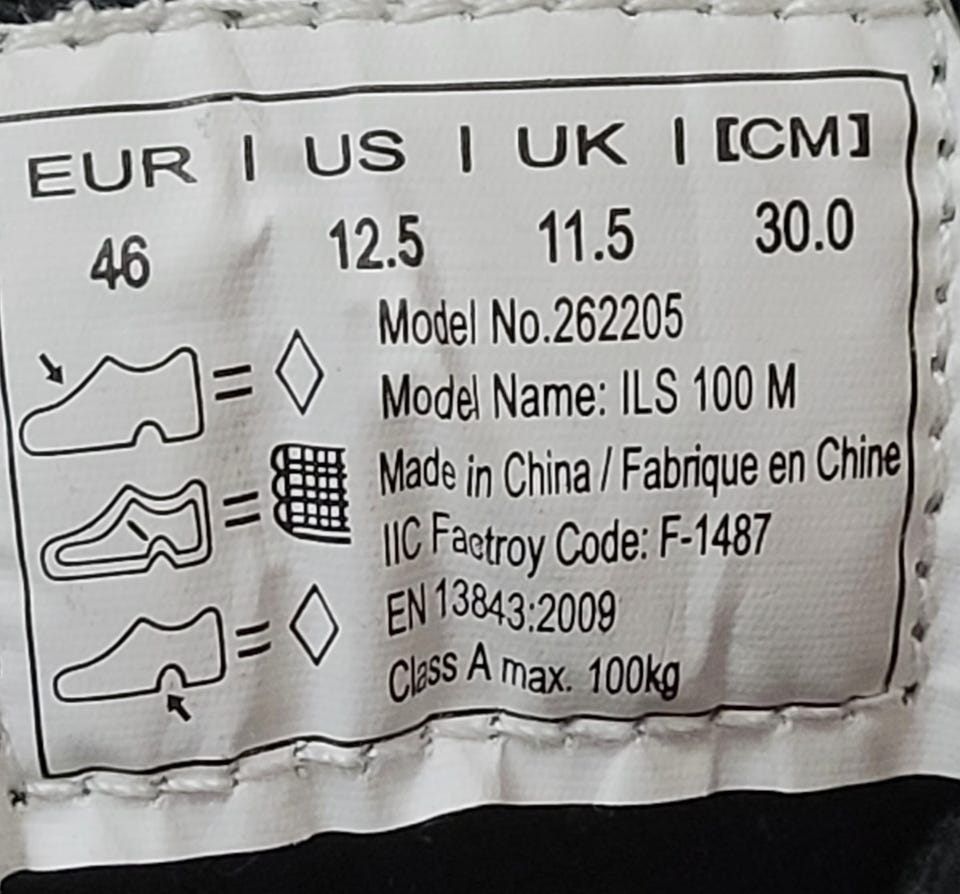 EUR | US | UK | [CM]
46 12.5 11.5 30.0
Model No.262205
Model Name: ILS 100 M
Made in China / Fabrique en Chine
IIC Factroy Code: F-1487
EN 13843:2009
Class A max. 100kg